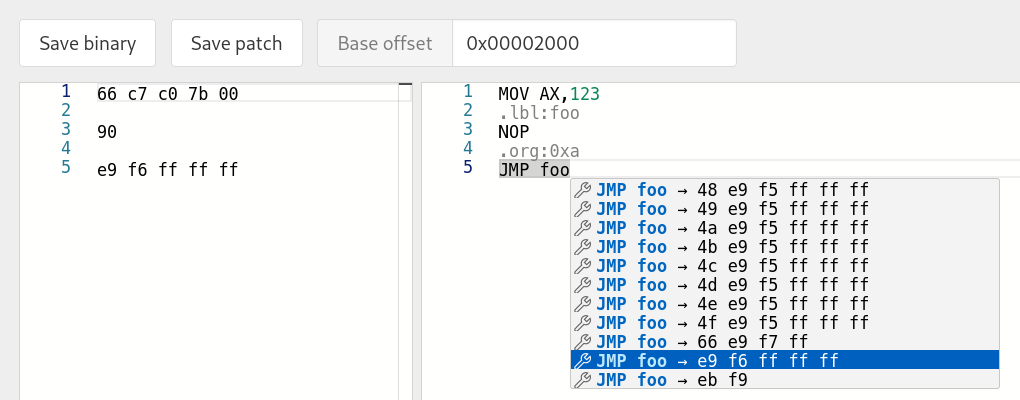 Save binary Save patch Base offset 0x00002000
1 66 c7 c0 7b 00
2
3 90
4
5 e9 f6 ff ff ff
1 MOV AX,123
2 .lbl:foo
3 NOP
4 .org:0xa
5 JMP foo
JMP foo → 48 e9 f5 ff ff ff
JMP foo → 49 e9 f5 ff ff ff
JMP foo → 4a e9 f5 ff ff ff
JMP foo → 4b e9 f5 ff ff ff
JMP foo → 4c e9 f5 ff ff ff
JMP foo → 4d e9 f5 ff ff ff
JMP foo → 4e e9 f5 ff ff ff
JMP foo → 4f e9 f5 ff ff ff
JMP foo → 66 e9 f7 ff
JMP foo → e9 f6 ff ff ff
JMP foo → eb f9